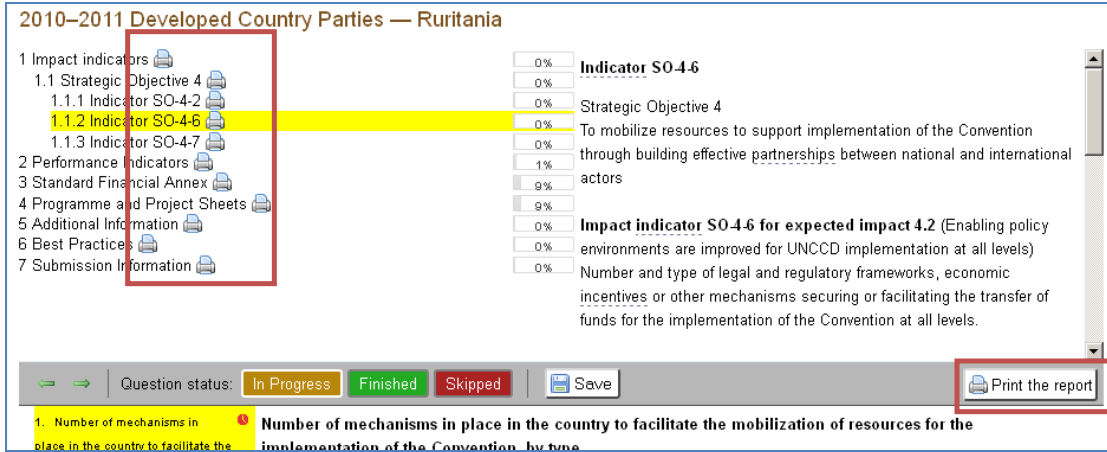 2010–2011 Developed Country Parties — Ruritania
1 Impact indicators
1.1 Strategic Objective 4
1.1.1 Indicator SO-4-2
1.1.2 Indicator SO-4-6
1.1.3 Indicator SO-4-7
2 Performance Indicators
3 Standard Financial Annex
4 Programme and Project Sheets
5 Additional Information
6 Best Practices
7 Submission Information
0%
0%
0%
0%
0%
1%
9%
9%
0%
0%
0%
Indicator SO-4-6
Strategic Objective 4
To mobilize resources to support implementation of the Convention
through building effective partnerships between national and international
actors
Impact indicator SO-4-6 for expected impact 4.2 (Enabling policy
environments are improved for UNCCD implementation at all levels)
Number and type of legal and regulatory frameworks, economic
incentives or other mechanisms securing or facilitating the transfer of
funds for the implementation of the Convention at all levels.
Question status: In Progress Finished Skipped Save Print the report
1. Number of mechanisms in
place in the country to facilitate the
Number of mechanisms in place in the country to facilitate the mobilization of resources for the
implementation of the Convention, by type